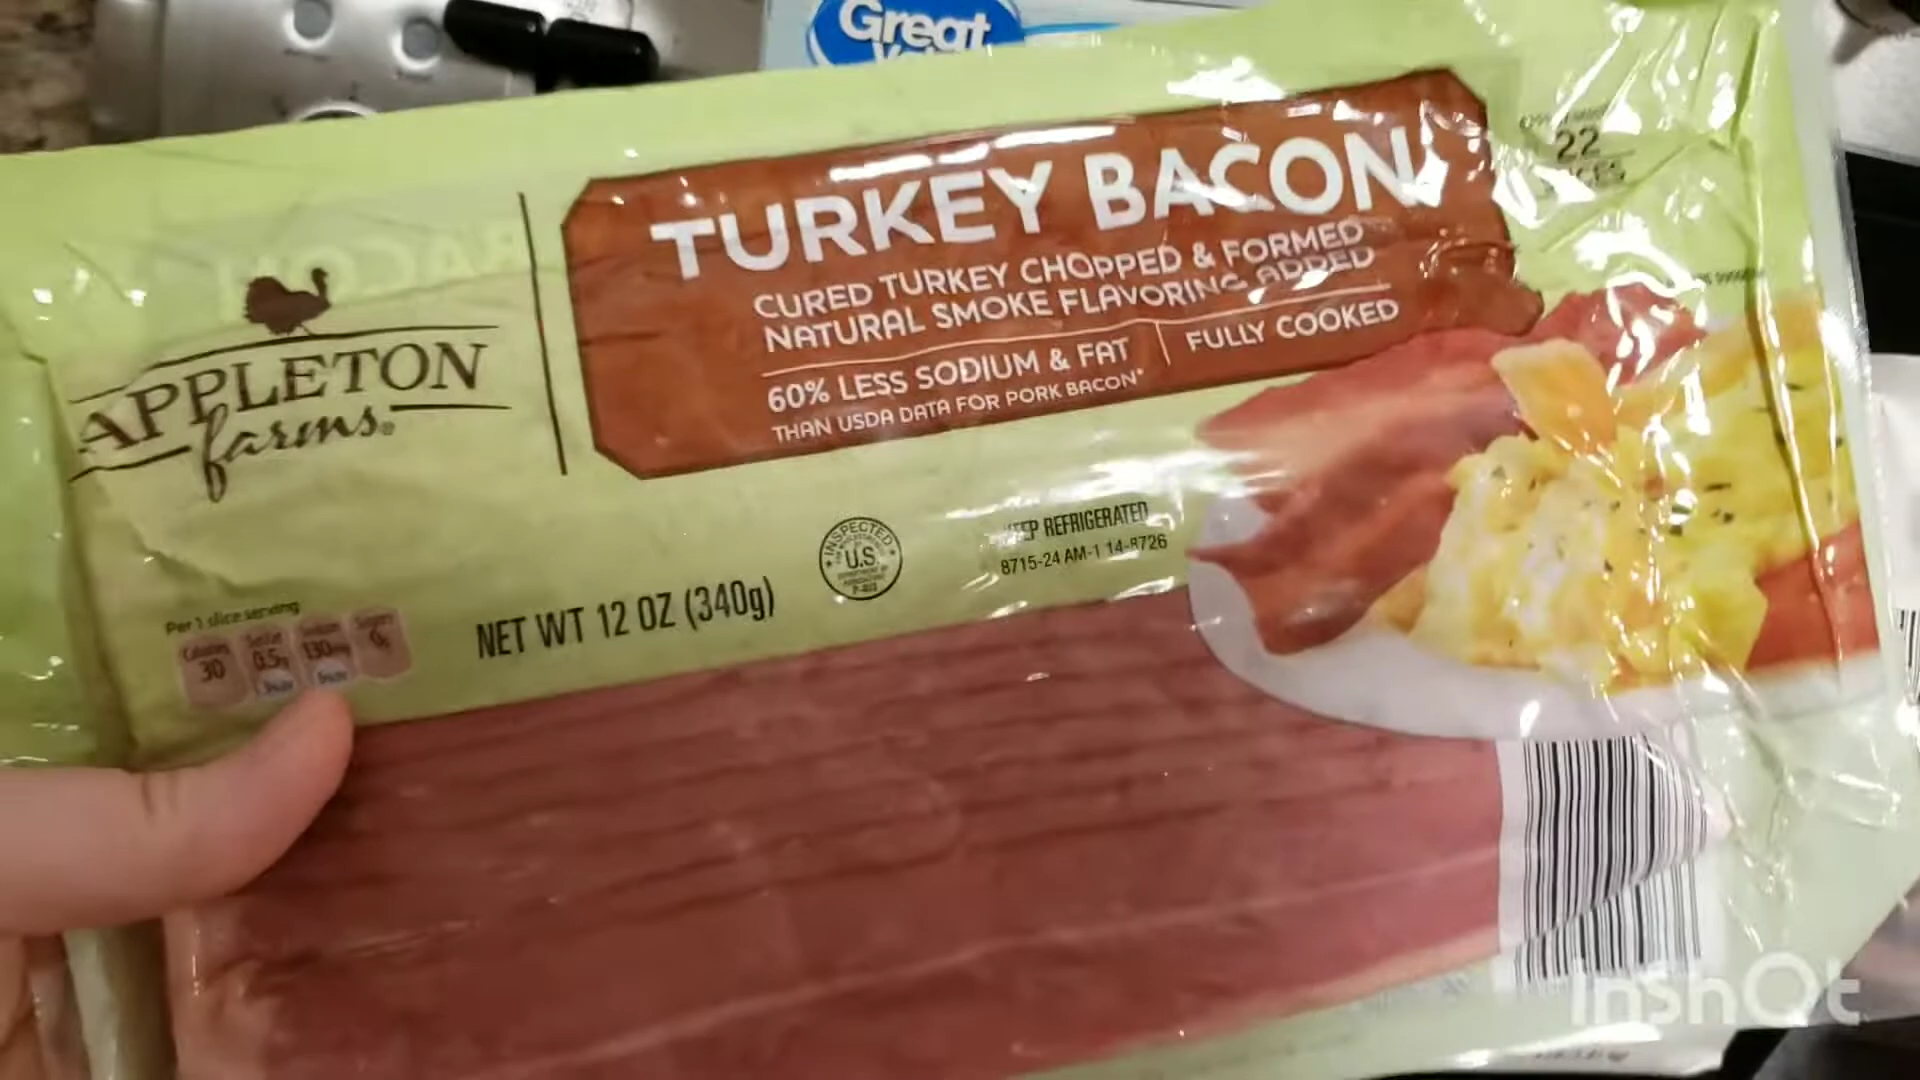 Great
TURKEY BACON
CURED TURKEY CHOPPED & FORMED
NATURAL SMOKE FLAVORING ADDED
60% LESS SODIUM & FAT
FULLY COOKED
THAN USDA DATA FOR PORK BACON*
22
APPLETON
farms®
INSPECTED
U.S.
KEEP REFRIGERATED
8715-24 AM-1 14-8726
Per 1 slice serving
Calories
30
0.5g
130mg
NET WT 12 OZ (340g)
InShOt